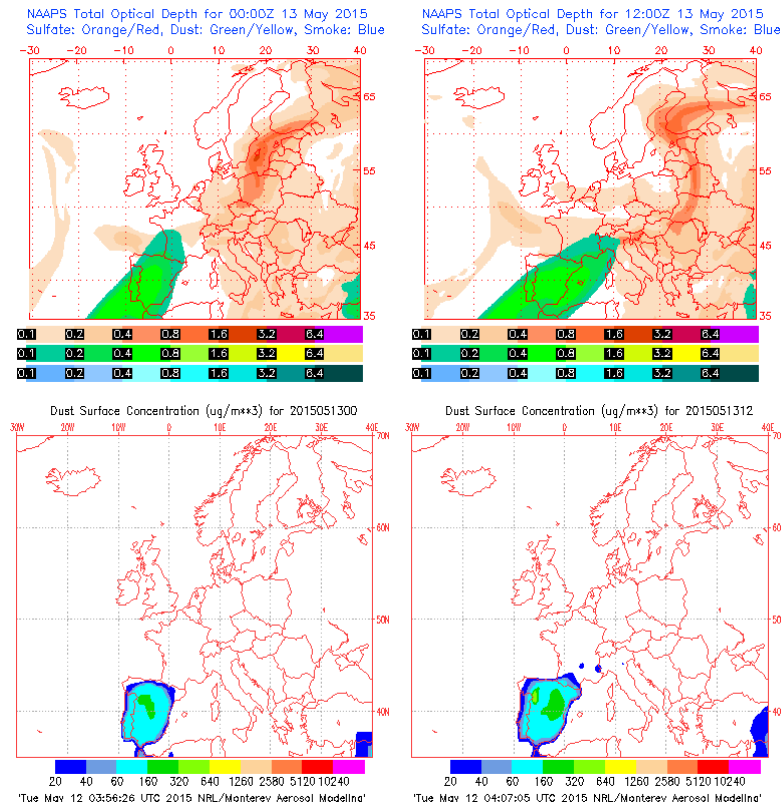 NAAPS Total Optical Depth for 00:00Z 13 May 2015
Sulfate: Orange/Red, Dust: Green/Yellow, Smoke: Blue
-30 -20 -10 0 10 20 30 40
65
55
45
35
0.1 0.2 0.4 0.8 1.6 3.2 6.4
0.1 0.2 0.4 0.8 1.6 3.2 6.4
0.1 0.2 0.4 0.8 1.6 3.2 6.4
NAAPS Total Optical Depth for 12:00Z 13 May 2015
Sulfate: Orange/Red, Dust: Green/Yellow, Smoke: Blue
-30 -20 -10 0 10 20 30 40
65
55
45
35
0.1 0.2 0.4 0.8 1.6 3.2 6.4
0.1 0.2 0.4 0.8 1.6 3.2 6.4
0.1 0.2 0.4 0.8 1.6 3.2 6.4
Dust Surface Concentration (ug/m**3) for 2015051300
30W 20W 10W 0 10E 20E 30E 40E
70N
60N
50N
40N
20 40 60 160 320 640 1260 2580 5120 10240
'Tue May 12 03:56:26 UTC 2015 NRL/Monterey Aerosol Modeling'
Dust Surface Concentration (ug/m**3) for 2015051312
30W 20W 10W 0 10E 20E 30E 40E
70
60N
50N
40N
20 40 60 160 320 640 1260 2580 5120 10240
'Tue May 12 04:07:05 UTC 2015 NRL/Monterey Aerosol Modeling'